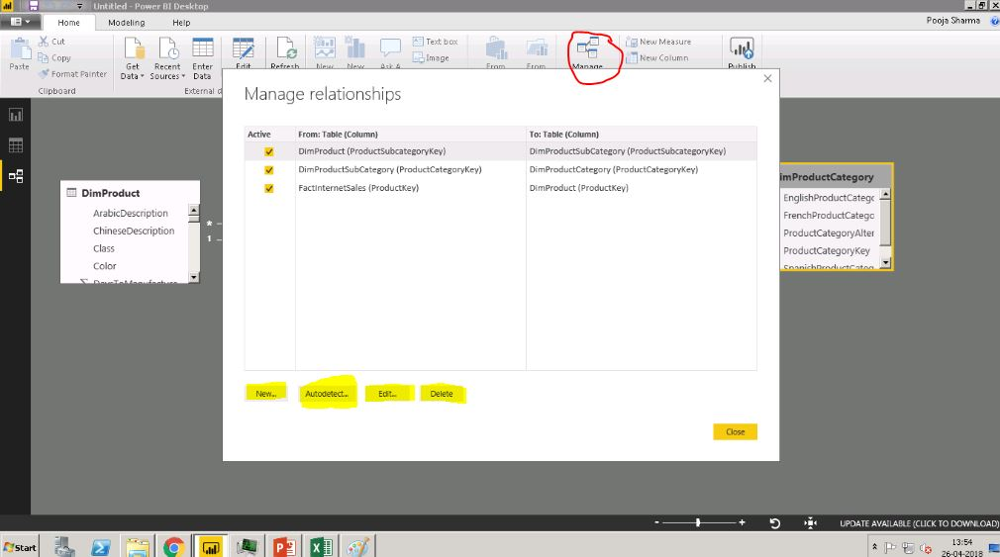 Untitled - Power BI Desktop
Home Modeling Help Pooja Sharma
Paste Cut Copy Format Painter
Clipboard
Get Data Recent Sources Enter Data Edit
External d
Refresh New New Ask A
Text box
Image
From From Manage
New Measure
New Column
Publish
Manage relationships
Active From: Table (Column) To: Table (Column)
DimProduct (ProductSubcategoryKey) DimProductSubCategory (ProductSubcategoryKey)
DimProductSubCategory (ProductCategoryKey) DimProductCategory (ProductCategoryKey)
FactInternetSales (ProductKey) DimProduct (ProductKey)
New... Autodetect... Edit... Delete
Close
DimProduct
ArabicDescription
ChineseDescription
Class
Color
DaysToManufacture
* 1
imProductCategory
EnglishProductCatego
FrenchProductCatego
ProductCategoryAlter
ProductCategoryKey
SpanishProductCateg
- + UPDATE AVAILABLE (CLICK TO DOWNLOAD)
Start
13:54
26-04-2018